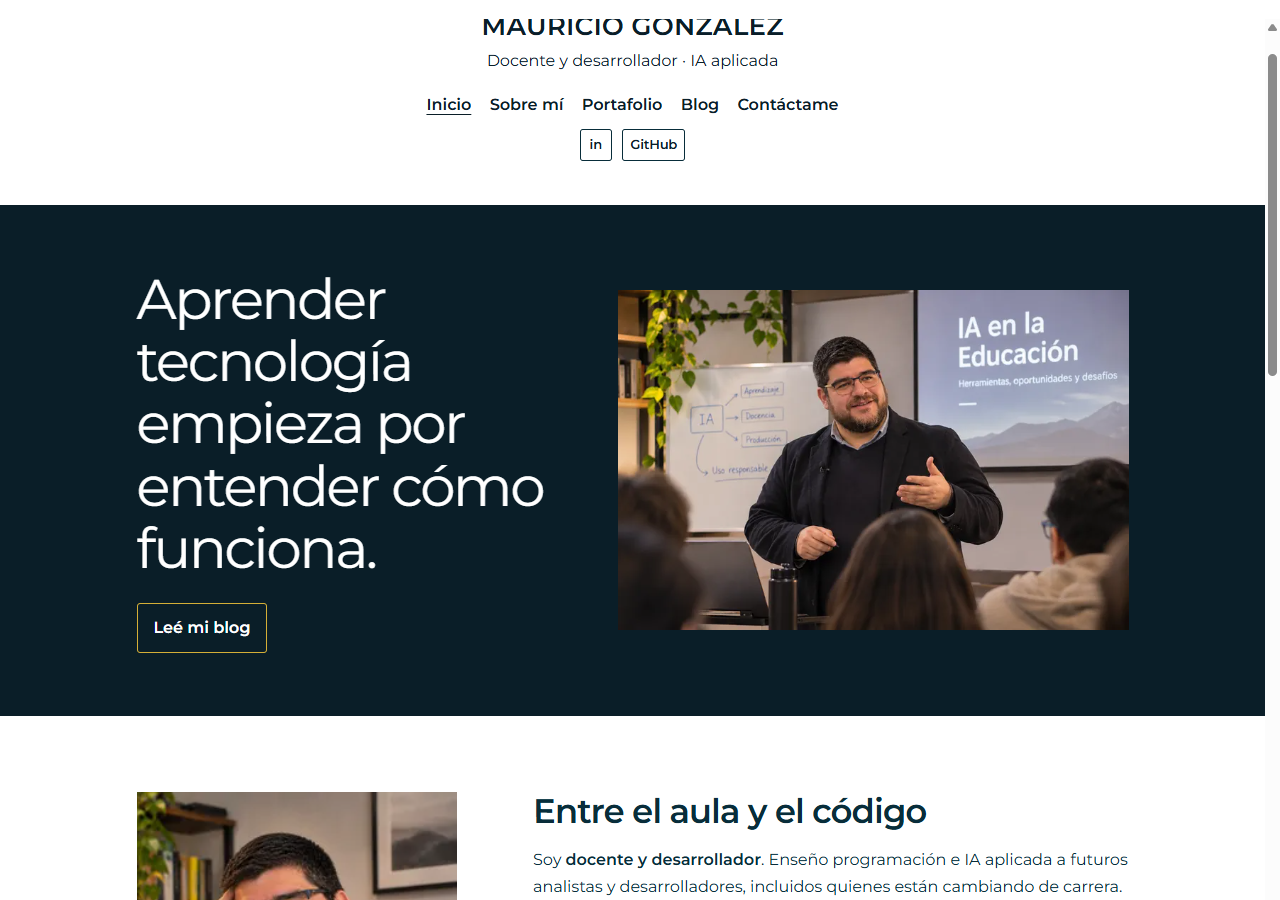 MAURICIO GONZALEZ
Docente y desarrollador · IA aplicada
Inicio Sobre mí Portafolio Blog Contáctame
in GitHub
Aprender
tecnología
empieza por
entender cómo
funciona.
Leé mi blog
IA en la
Educación
Herramientas, oportunidades y desafíos
IA
Aprendizaje
Docencia
Producción
Uso responsable
Entre el aula y el código
Soy docente y desarrollador. Enseño programación e IA aplicada a futuros
analistas y desarrolladores, incluidos quienes están cambiando de carrera.